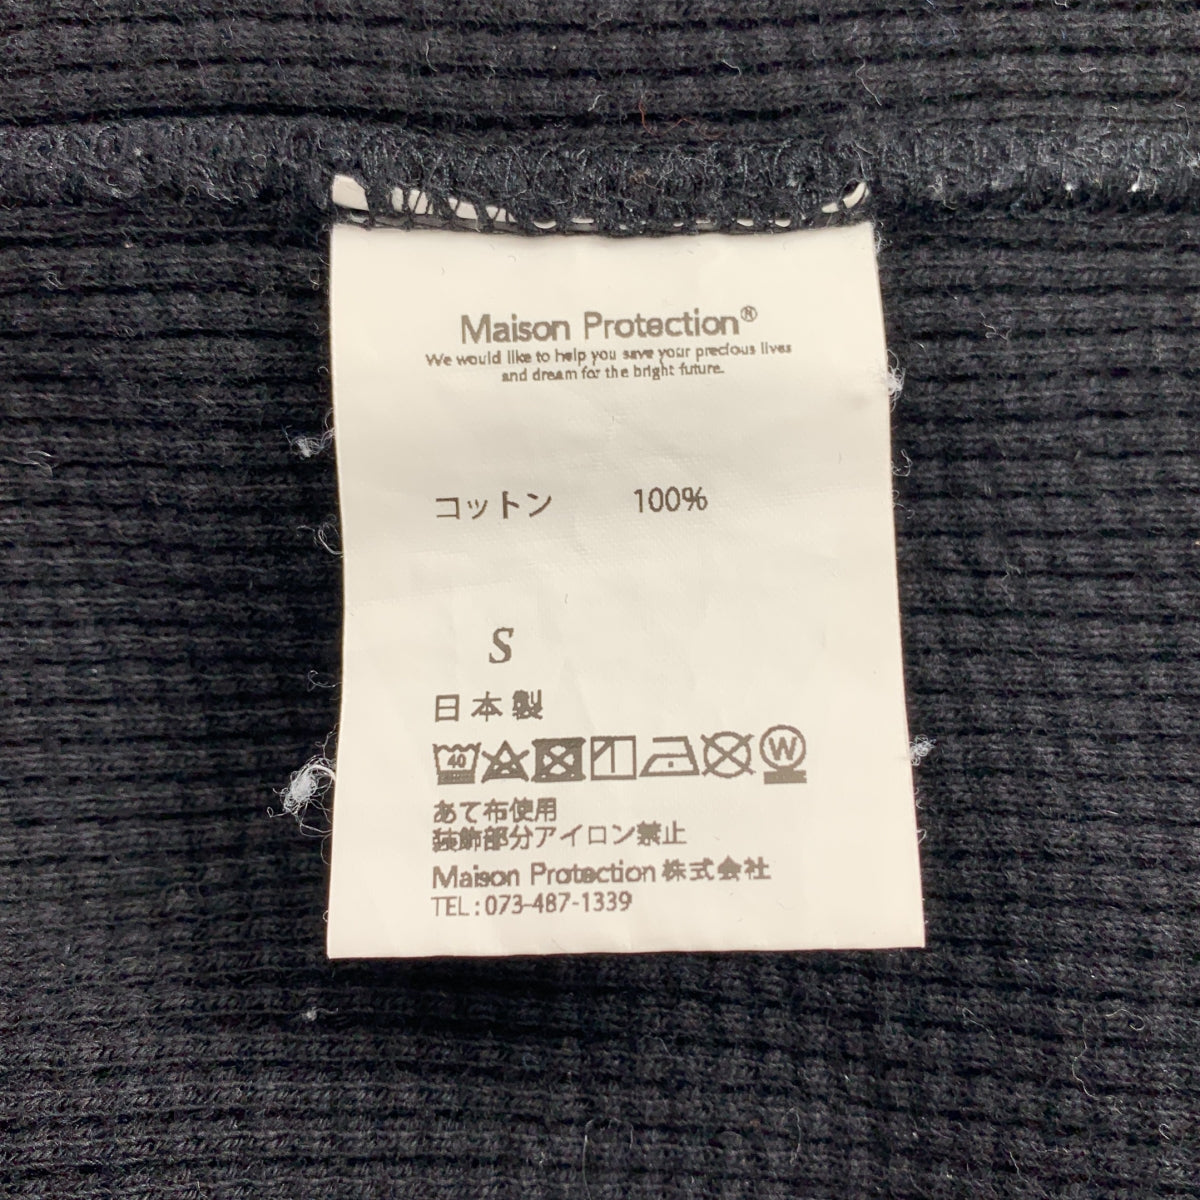 Maison Protection®
We would like to help you save your precious lives
and dream for the bright future.
コットン 100%
S
日本製
40 W
あて布使用
装飾部分アイロン禁止
Maison Protection 株式会社
TEL : 073-487-1339